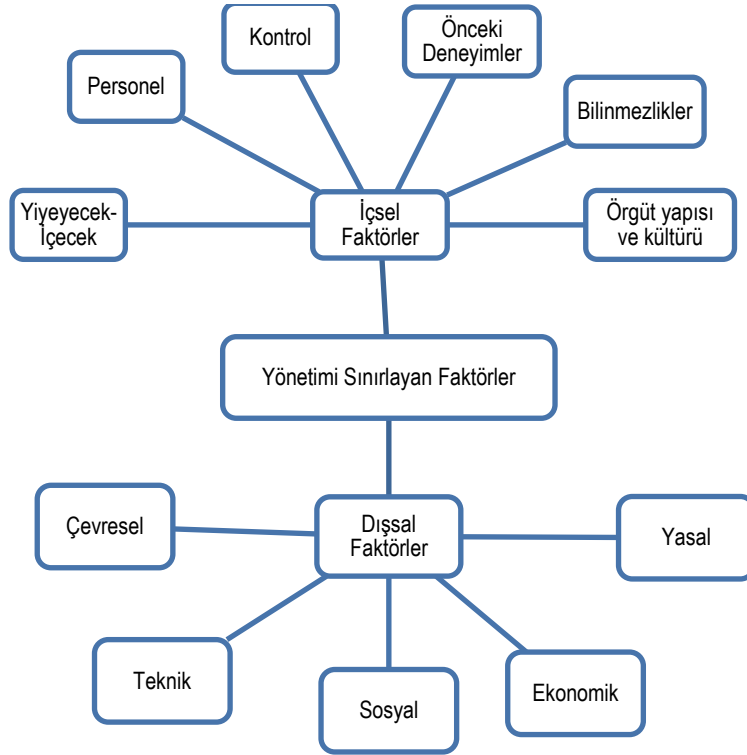 Kontrol
Önceki
Deneyimler
Personel
Bilinmezlikler
Yiyeyecek-
İçecek
İçsel
Faktörler
Örgüt yapısı
ve kültürü
Yönetimi Sınırlayan Faktörler
Çevresel
Dışsal
Faktörler
Yasal
Teknik
Sosyal
Ekonomik